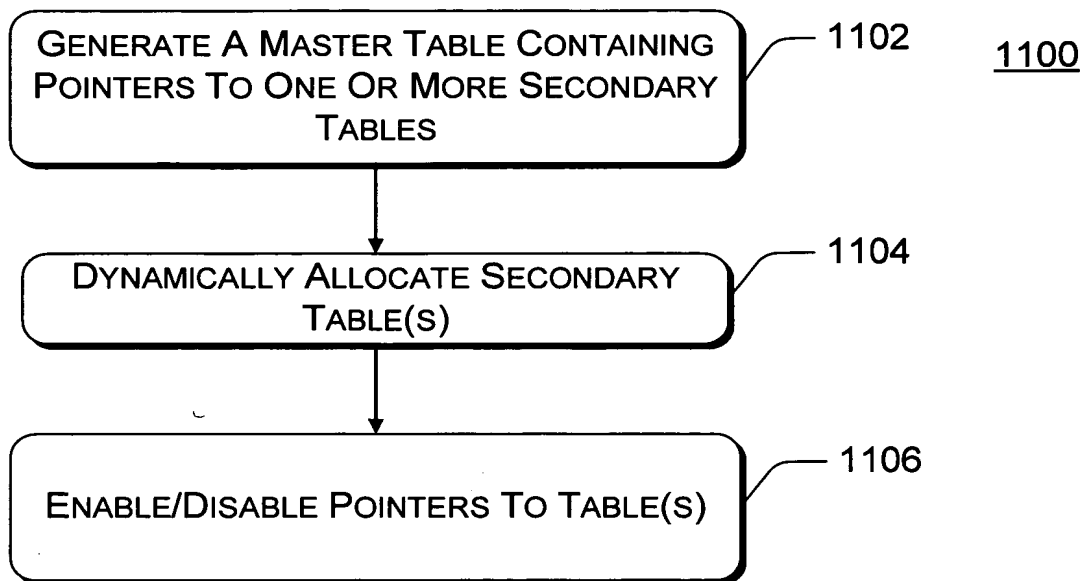 GENERATE A MASTER TABLE CONTAINING
POINTERS TO ONE OR MORE SECONDARY
TABLES
1102
1100
DYNAMICALLY ALLOCATE SECONDARY
TABLE(S)
1104
ENABLE/DISABLE POINTERS TO TABLE(S)
1106